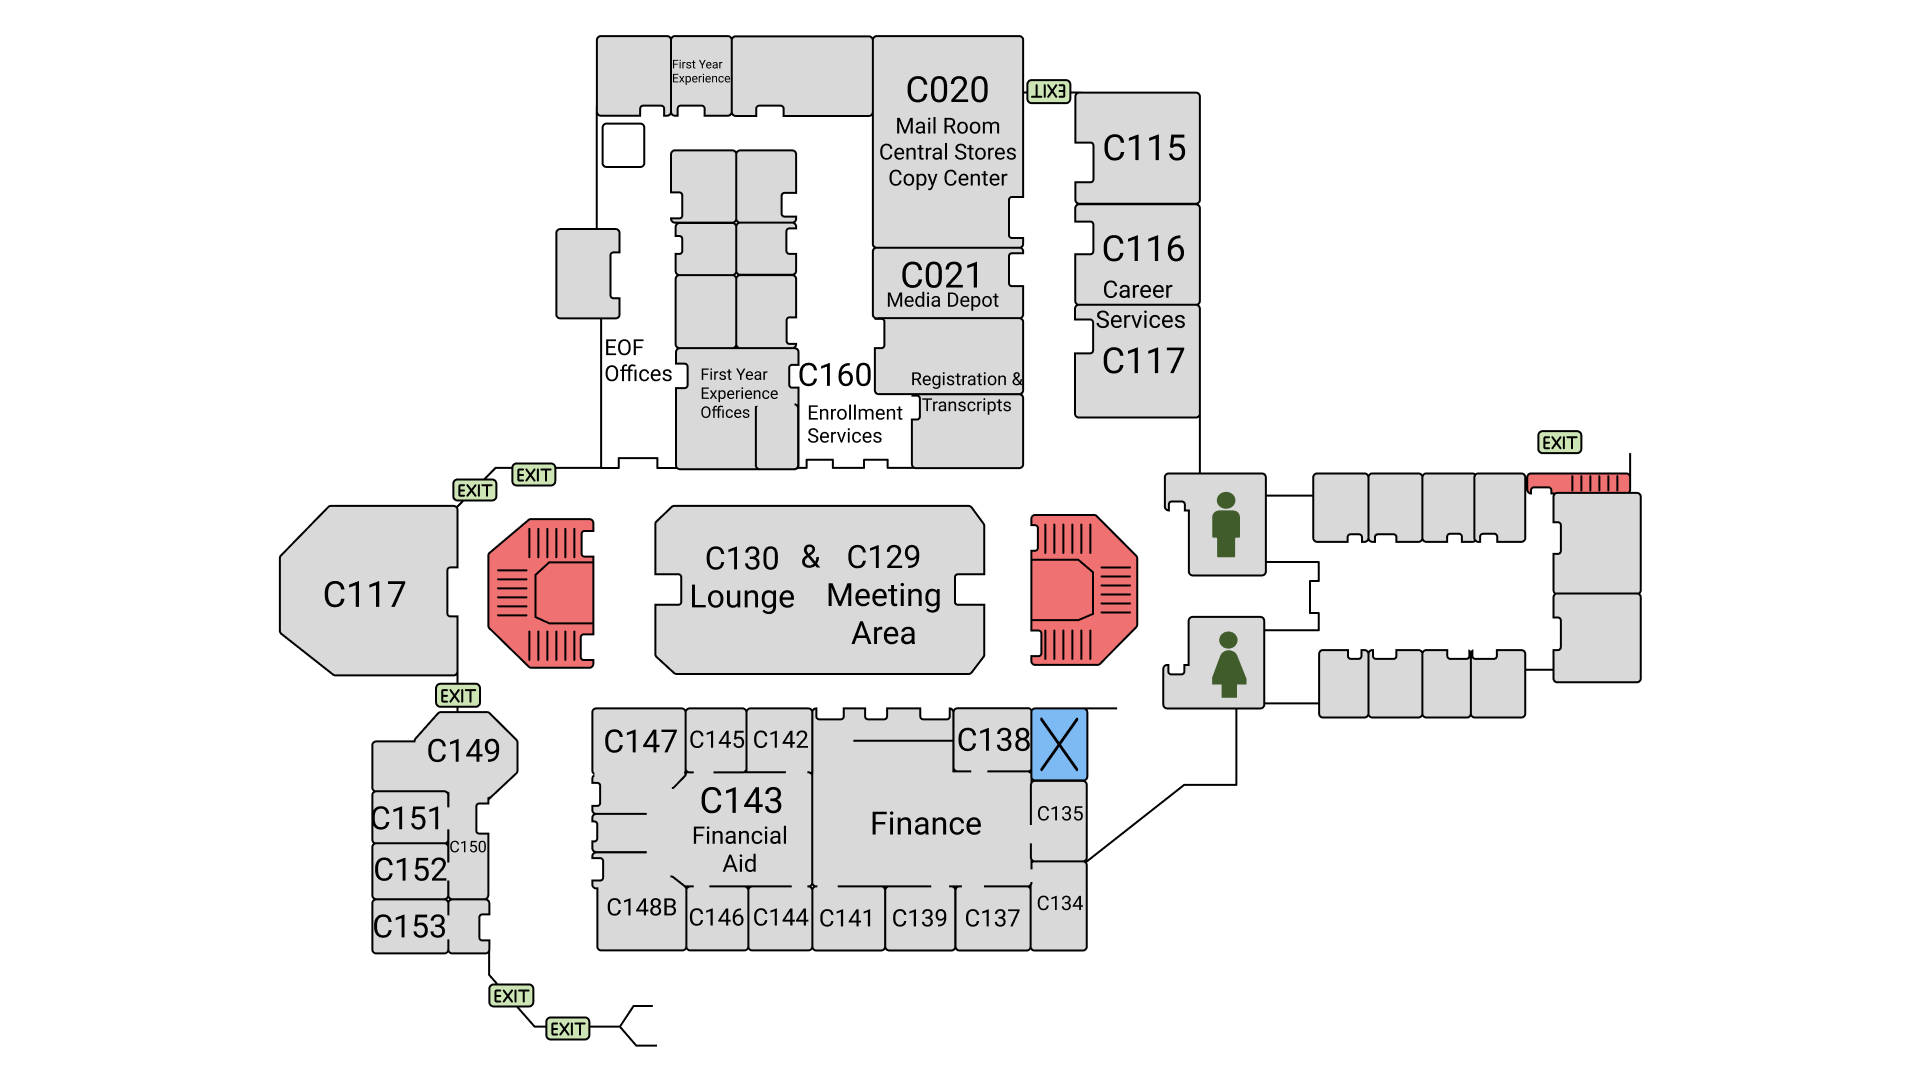 First Year
Experience
C020
Mail Room
Central Stores
Copy Center
EXIT
C115
C116
Career
Services
C117
C021
Media Depot
EOF
Offices
First Year
Experience
Offices
C160
Enrollment
Services
Registration &
Transcripts
EXIT
EXIT
EXIT
C117
C130 & C129
Lounge
Meeting
Area
EXIT
C149
C151
C150
C152
C153
C147
C145
C142
C138
C143
Financial
Aid
Finance
C135
C134
C148B
C146
C144
C141
C139
C137
EXIT
EXIT